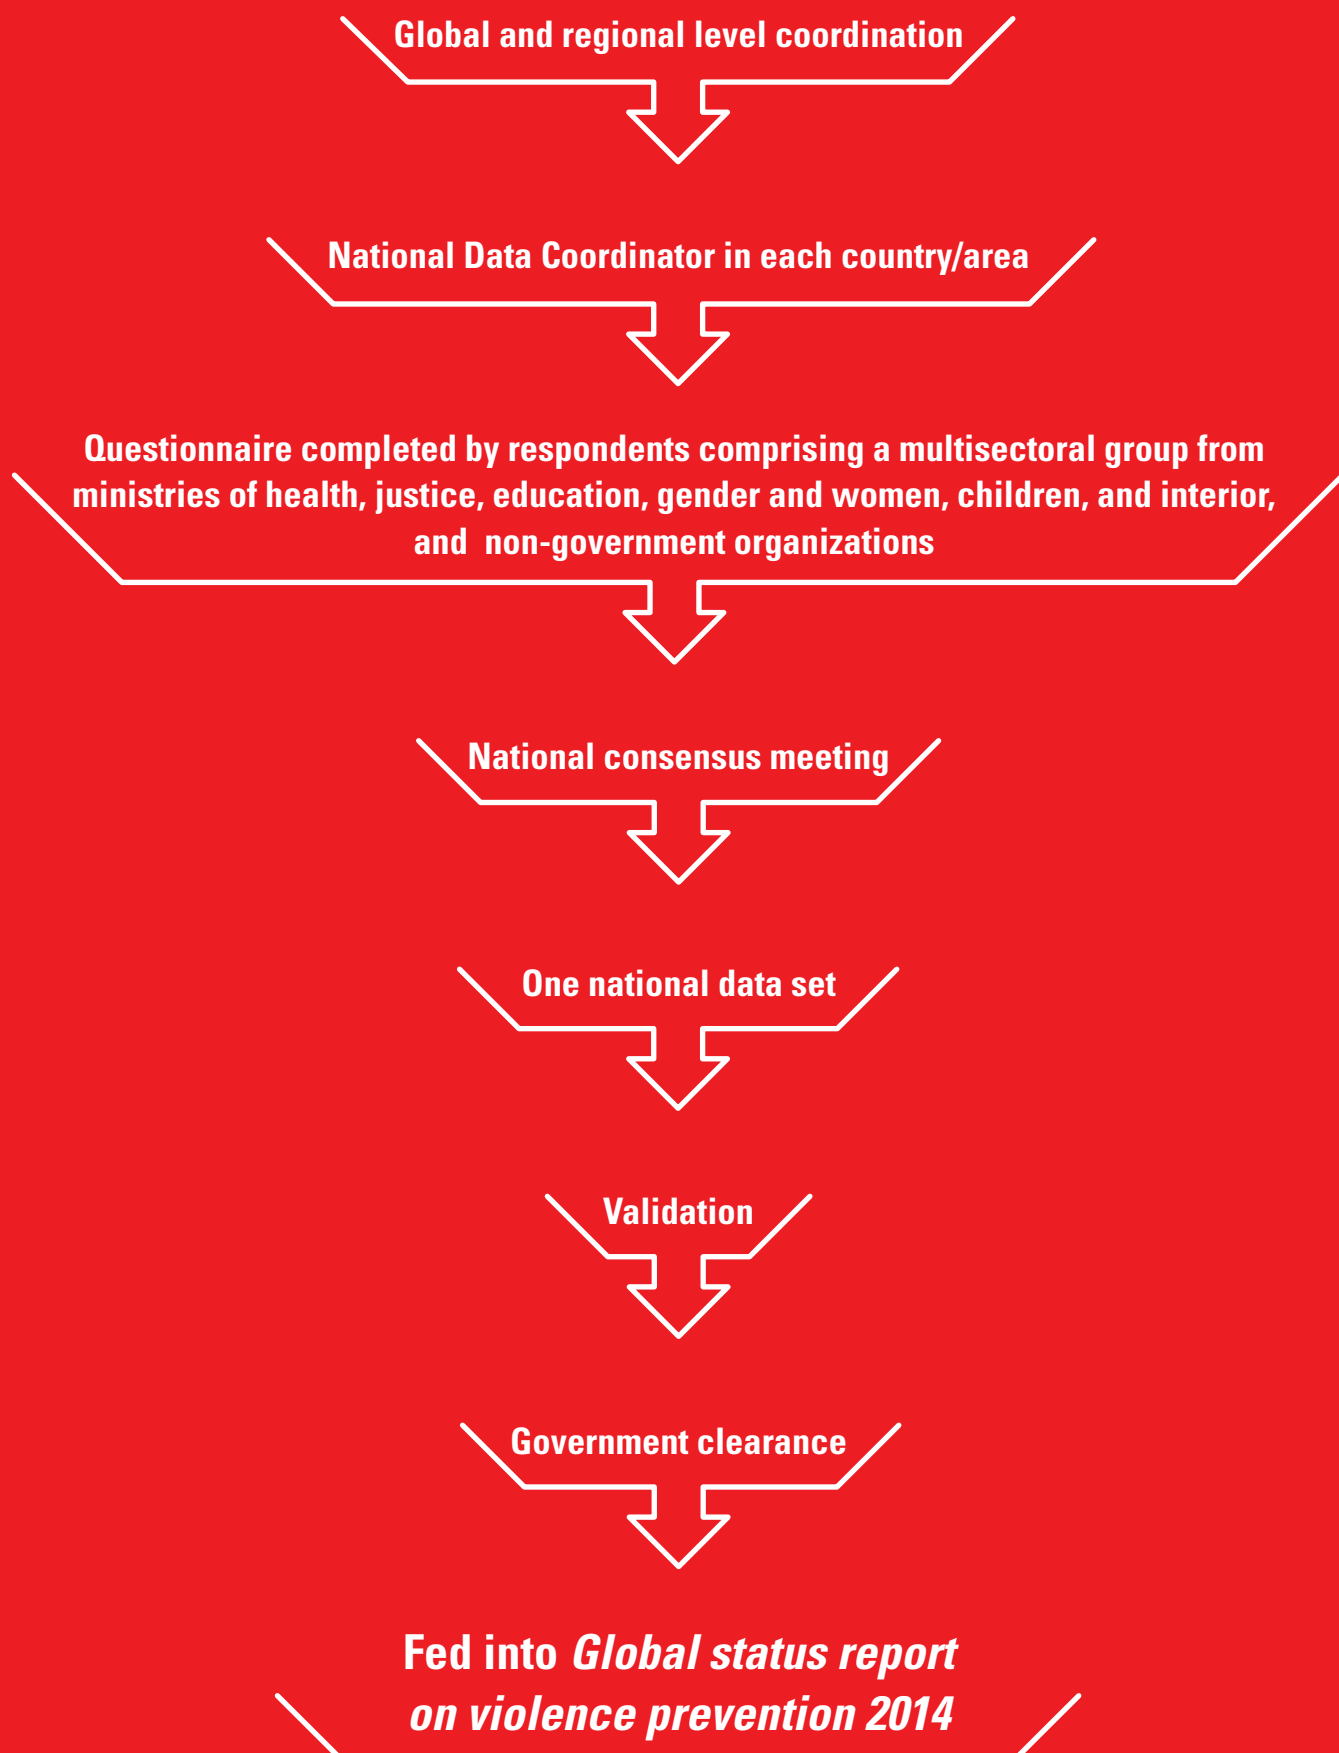 Global and regional level coordination
National Data Coordinator in each country/area
Questionnaire completed by respondents comprising a multisectoral group from
ministries of health, justice, education, gender and women, children, and interior,
and non-government organizations
National consensus meeting
One national data set
Validation
Government clearance
Fed into Global status report
on violence prevention 2014